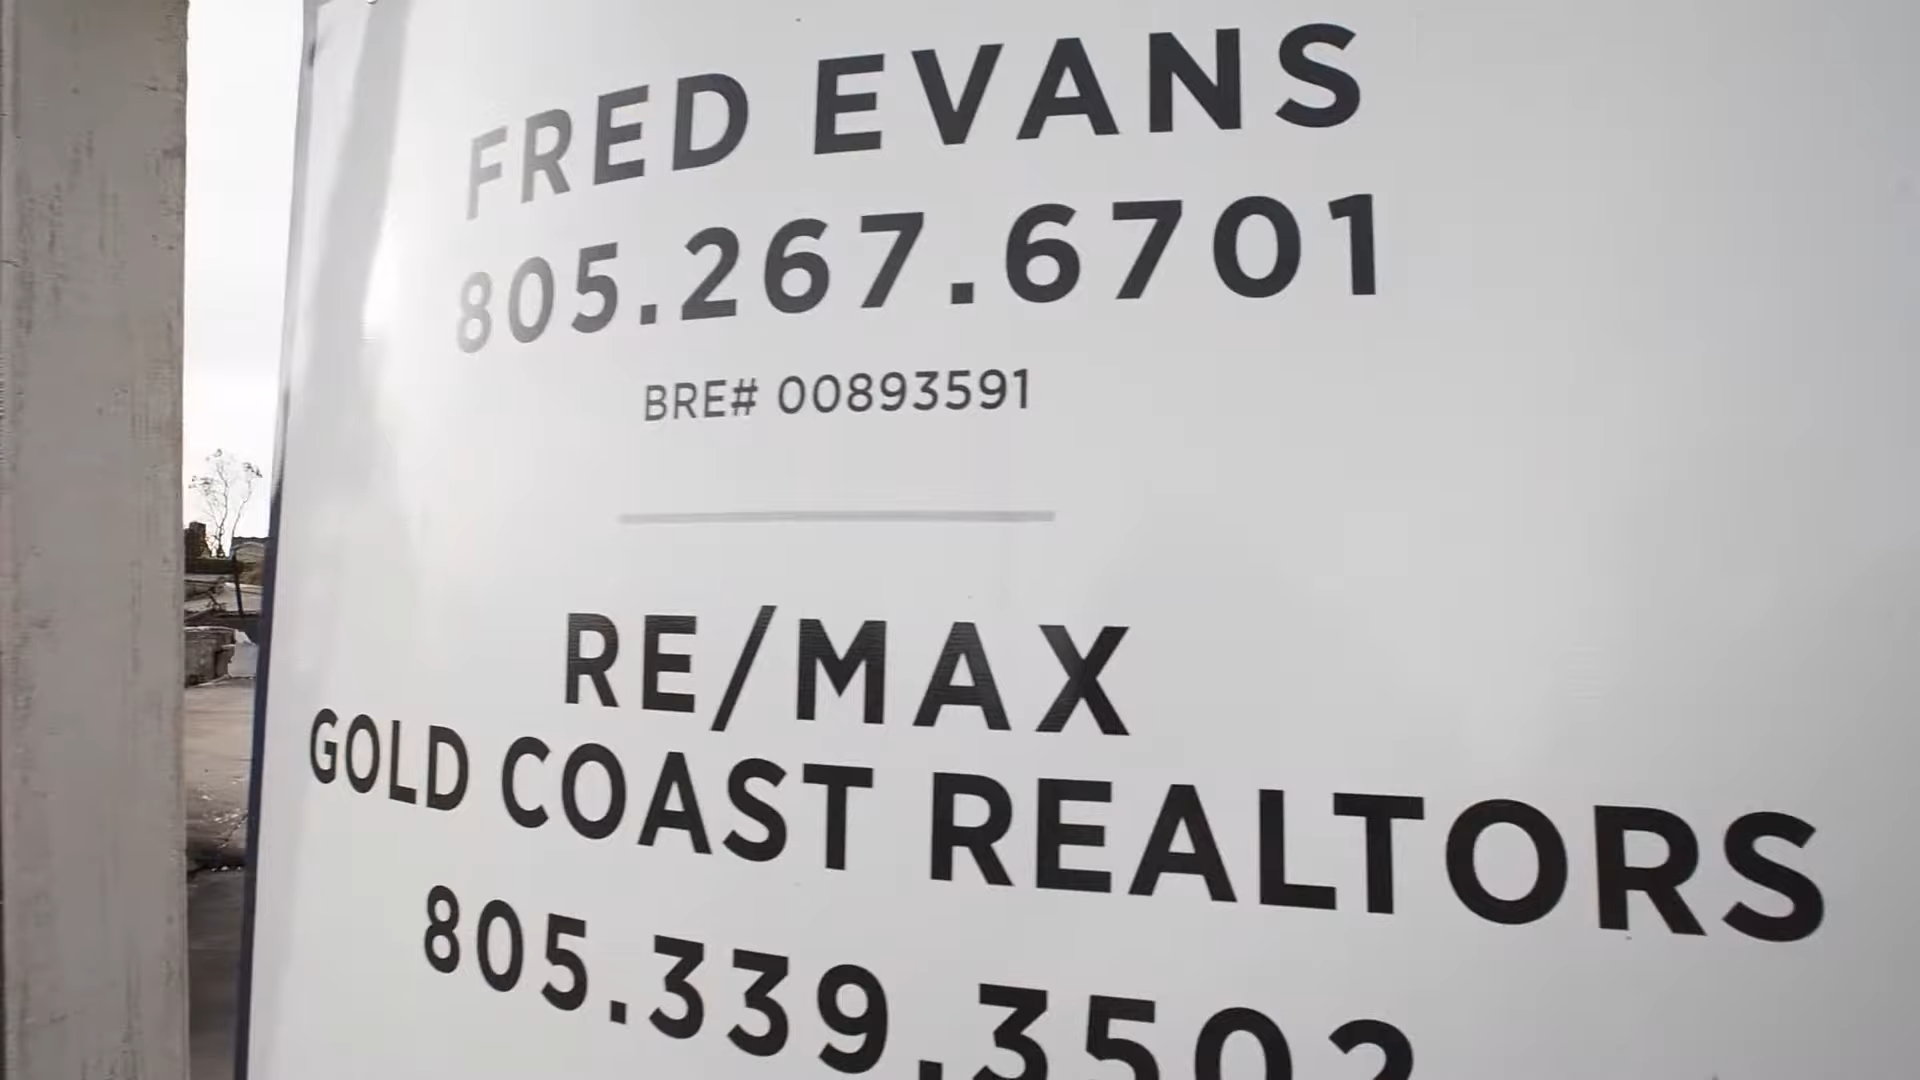 FRED EVANS
805.267.6701
BRE# 00893591
RE/MAX
GOLD COAST REALTORS
805.339.3502